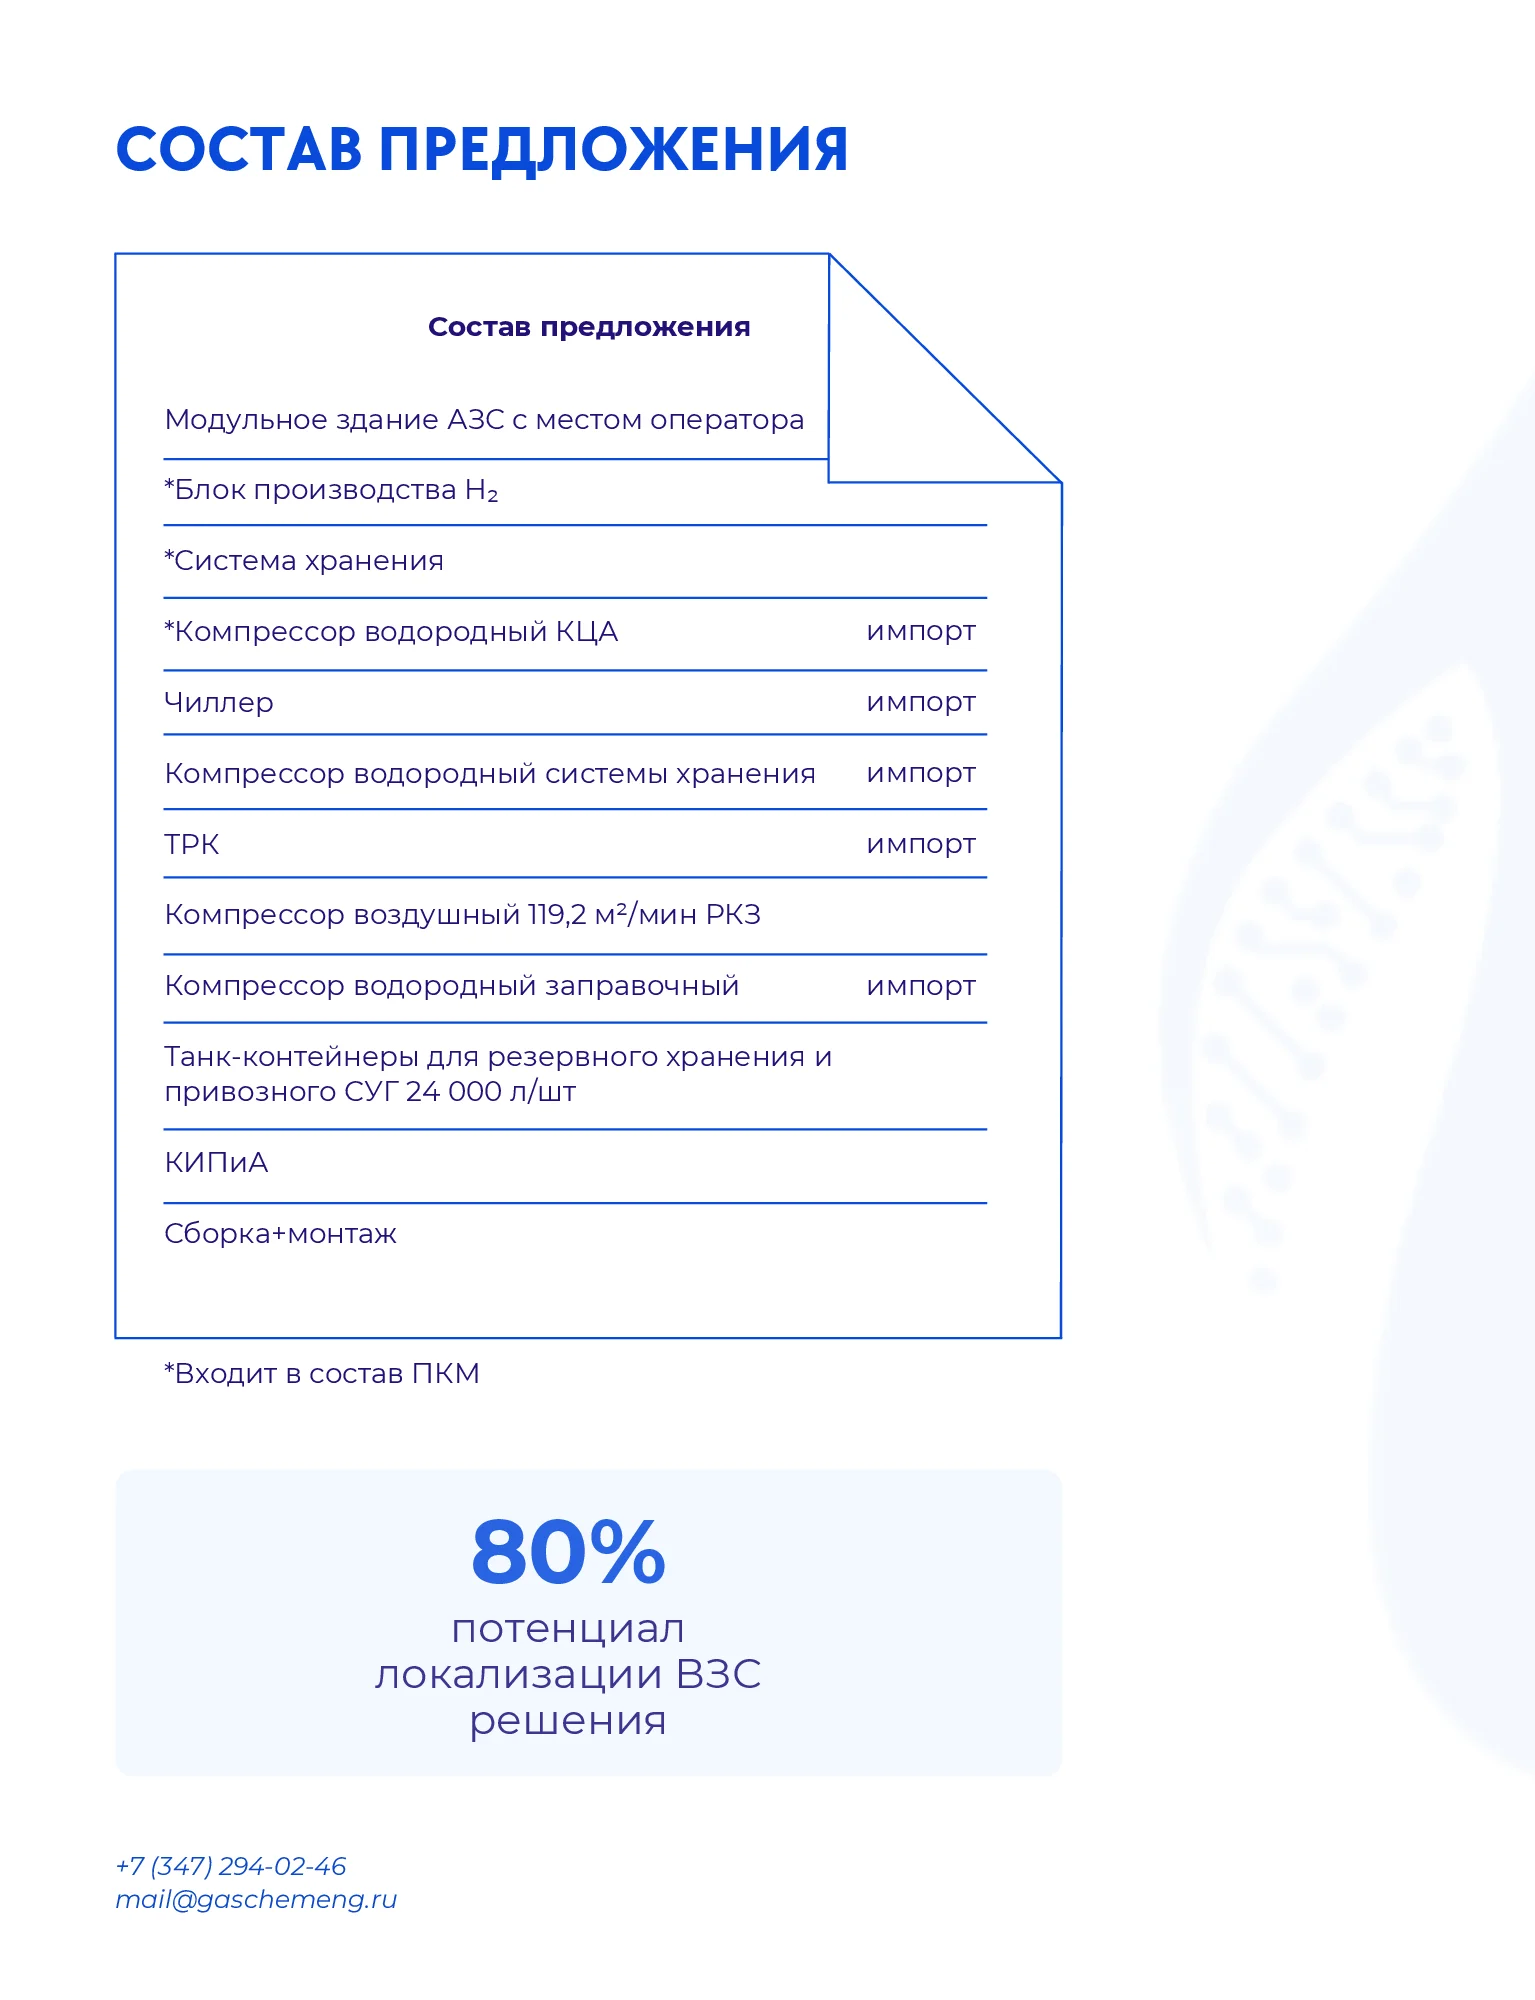 СОСТАВ ПРЕДЛОЖЕНИЯ
Состав предложения
Модульное здание АЗС с местом оператора
*Блок производства H₂
*Система хранения
*Компрессор водородный КЦА импорт
Чиллер импорт
Компрессор водородный системы хранения импорт
ТРК импорт
Компрессор воздушный 119,2 м²/мин РКЗ
Компрессор водородный заправочный импорт
Танк-контейнеры для резервного хранения и
привозного СУГ 24 000 л/шт
КИПиА
Сборка+монтаж
*Входит в состав ПКМ
80%
потенциал
локализации ВЗС
решения
+7 (347) 294-02-46
mail@gaschemeng.ru